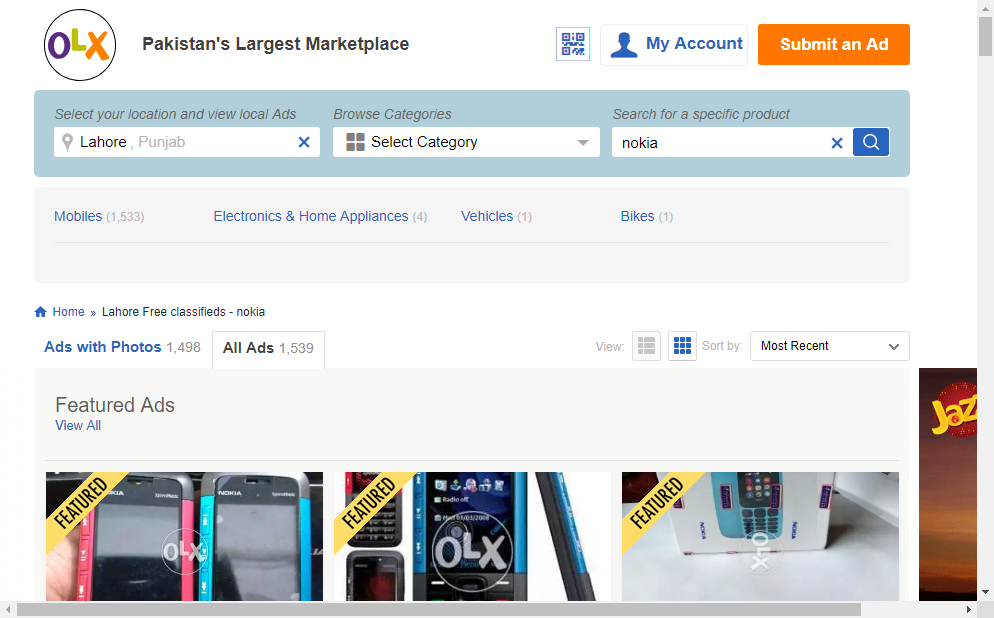 OLX
Pakistan's Largest Marketplace
My Account
Submit an Ad
Select your location and view local Ads
Browse Categories
Search for a specific product
Lahore , Punjab
Select Category
nokia
Mobiles (1,533)
Electronics & Home Appliances (4)
Vehicles (1)
Bikes (1)
Home » Lahore Free classifieds - nokia
Ads with Photos 1,498
All Ads 1,539
View:
Sort by:
Most Recent
Featured Ads
View All
FEATURED
NOKIA
XpressMusic
OLX
FEATURED
Radio off
OLX
Menu
FEATURED
NOKIA
NOKIA
OLX